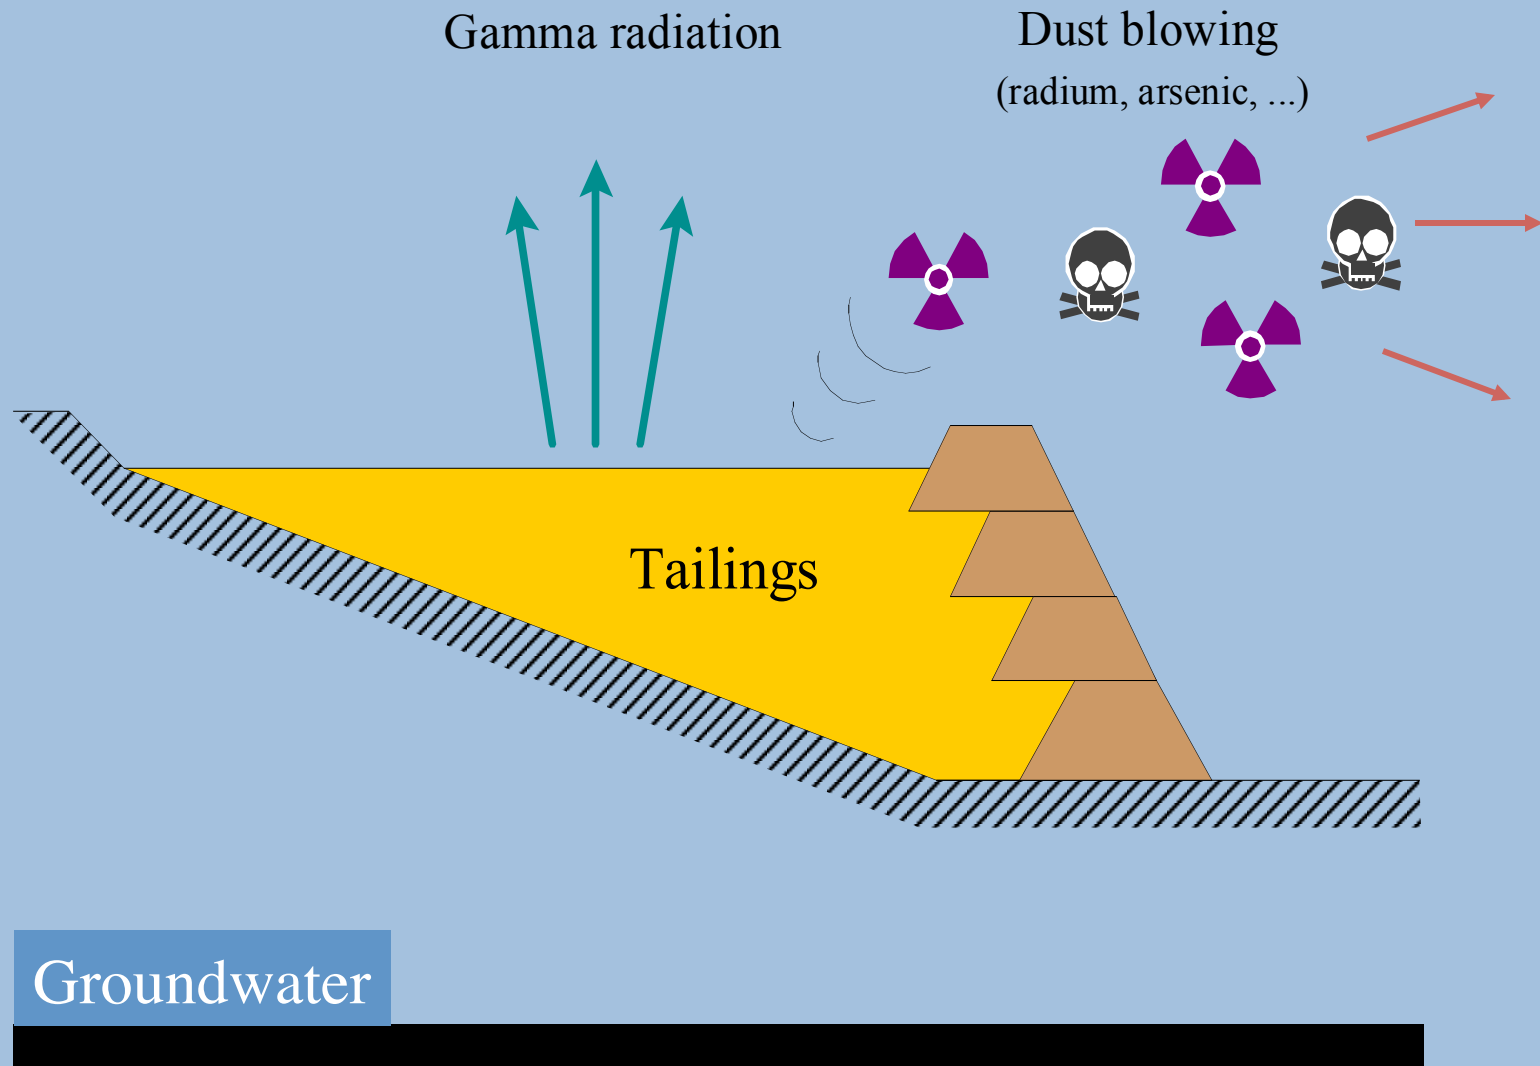 Gamma radiation
Dust blowing
(radium, arsenic, ...)
Tailings
Groundwater